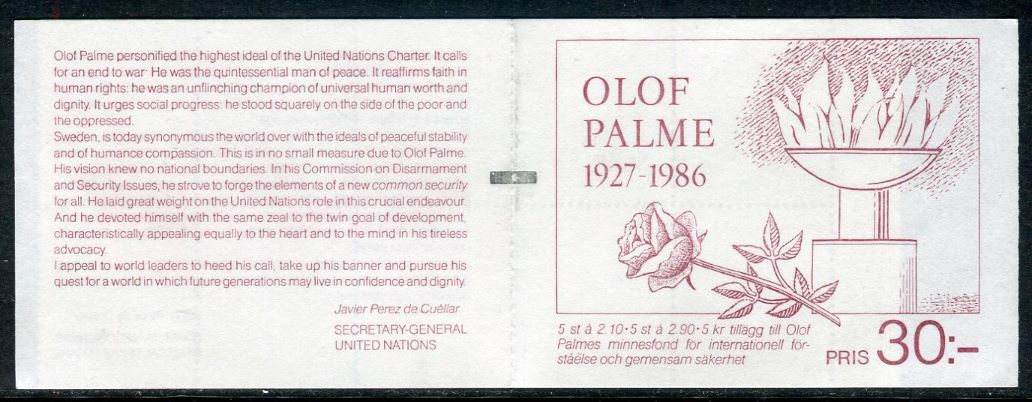 Olof Palme personified the highest ideal of the United Nations Charter. It calls
for an end to war. He was the quintessential man of peace. It reaffirms faith in
human rights: he was an unflinching champion of universal human worth and
dignity. It urges social progress: he stood squarely on the side of the poor and
the oppressed.
Sweden, is today synonymous the world over with the ideals of peaceful stability
and of humance compassion. This is in no small measure due to Olof Palme.
His vision knew no national boundaries. In his Commission on Disarmament
and Security Issues, he strove to forge the elements of a new common security
for all. He laid great weight on the United Nations role in this crucial endeavour.
And he devoted himself with the same zeal to the twin goal of development,
characteristically appealing equally to the heart and to the mind in his tireless
advocacy.
I appeal to world leaders to heed his call, take up his banner and pursue his
quest for a world in which future generations may live in confidence and dignity.
Javier Perez de Cuéllar
SECRETARY-GENERAL
UNITED NATIONS
OLOF
PALME
1927-1986
5 st à 2.10·5 st à 2.90·5 kr tillägg till Olof
Palmes minnesfond för internationell för-
ståelse och gemensam säkerhet
PRIS 30:-